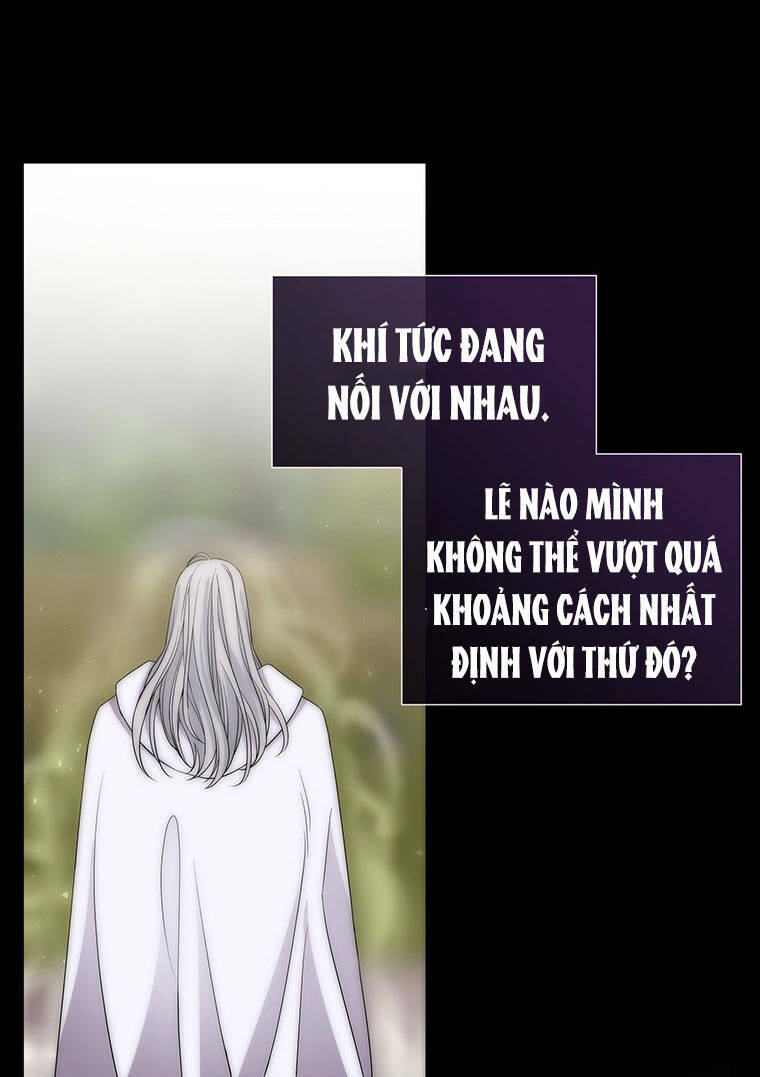 KHÍ TỨC ĐANG
NỐI VỚI NHAU.
LẼ NÀO MÌNH
KHÔNG THỂ VƯỢT QUÁ
KHOẢNG CÁCH NHẤT
ĐỊNH VỚI THỨ ĐÓ?